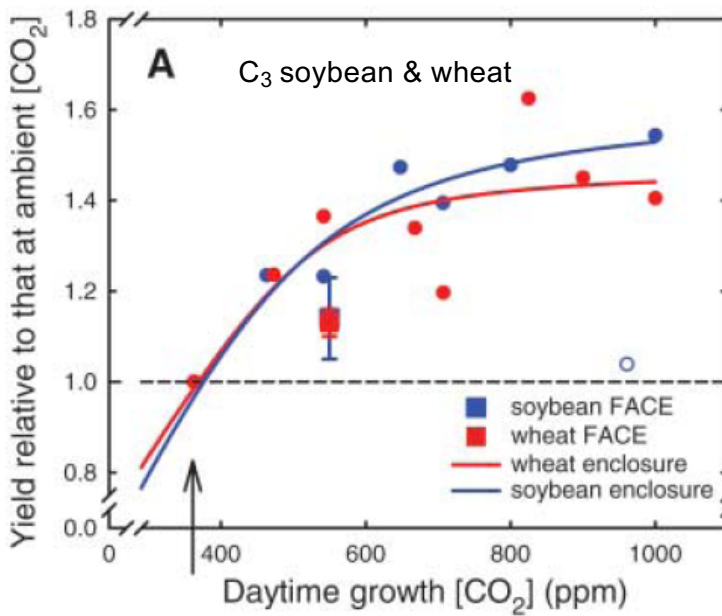 1.8
A
C₃ soybean & wheat
1.6
1.4
1.2
1.0
0.8
0.0
Yield relative to that at ambient [CO₂]
soybean FACE
wheat FACE
wheat enclosure
soybean enclosure
0
400
600
800
1000
Daytime growth [CO₂] (ppm)